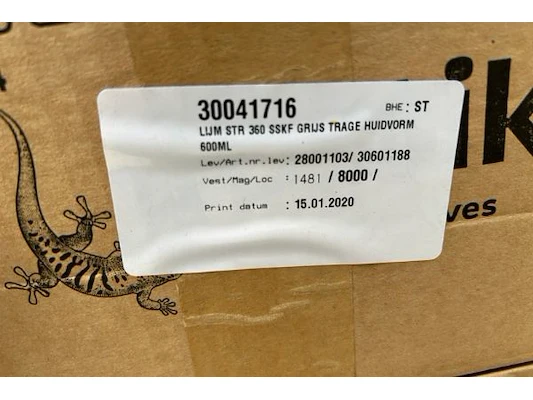 30041716 BHE : ST
LIJM STR 360 SSKF GRIJS TRAGE HUIDVORM
600ML
Lev/Art.nr.lev : 28001103/ 30601188
Vest/Mag/Loc : 1481 / 8000 /
Print datum : 15.01.2020
ik
ves